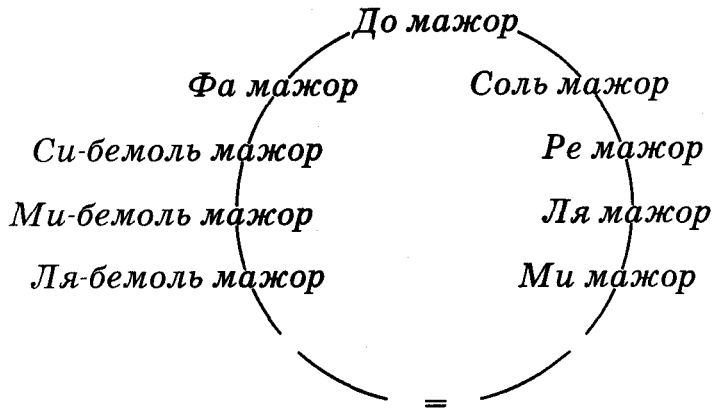 До мажор
Фа мажор
Соль мажор
Си-бемоль мажор
Ре мажор
Ми-бемоль мажор
Ля мажор
Ля-бемоль мажор
Ми мажор
=